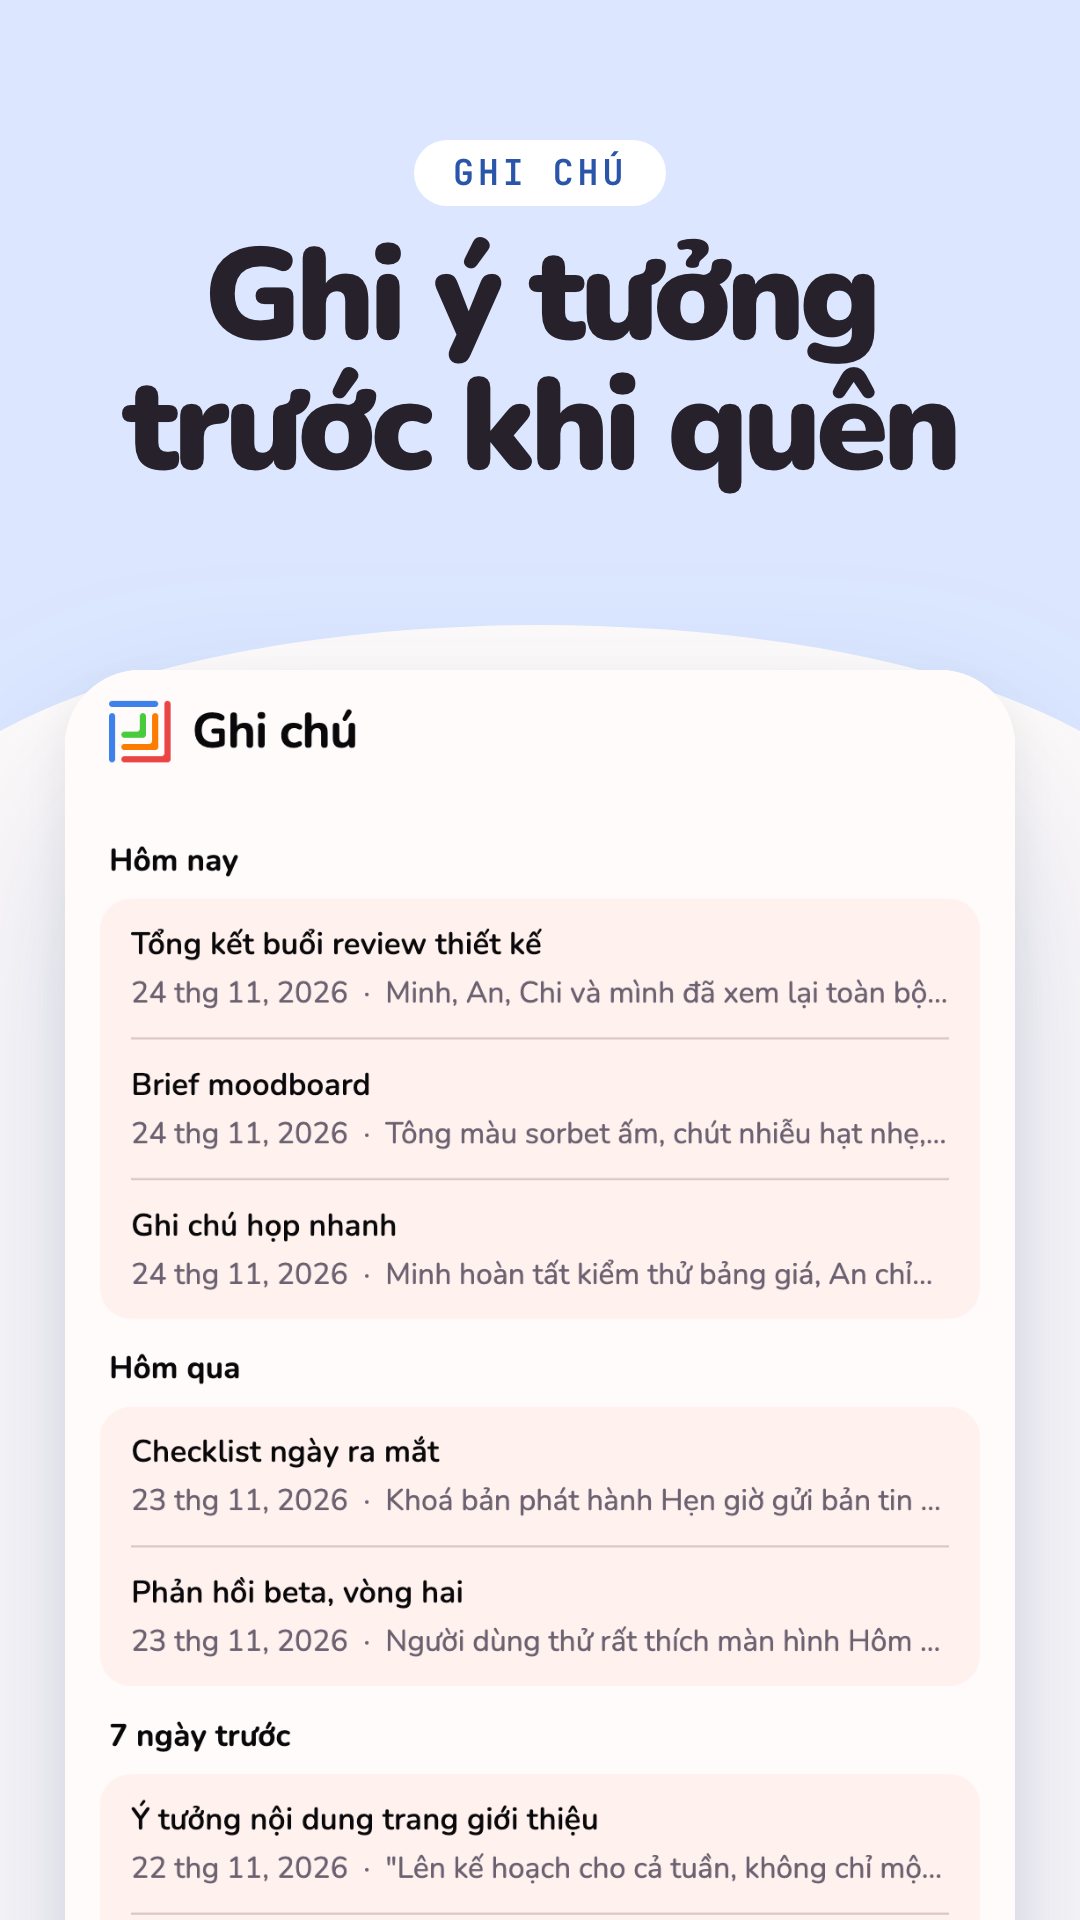 GHI CHÚ
Ghi ý tưởng
trước khi quên
Ghi chú
Hôm nay
Tổng kết buổi review thiết kế
24 thg 11, 2026 · Minh, An, Chi và mình đã xem lại toàn bộ...
Brief moodboard
24 thg 11, 2026 · Tông màu sorbet ấm, chút nhiễu hạt nhẹ,...
Ghi chú họp nhanh
24 thg 11, 2026 · Minh hoàn tất kiểm thử bảng giá, An chỉ...
Hôm qua
Checklist ngày ra mắt
23 thg 11, 2026 · Khoá bản phát hành Hẹn giờ gửi bản tin ...
Phản hồi beta, vòng hai
23 thg 11, 2026 · Người dùng thử rất thích màn hình Hôm ...
7 ngày trước
Ý tưởng nội dung trang giới thiệu
22 thg 11, 2026 · "Lên kế hoạch cho cả tuần, không chỉ mộ...